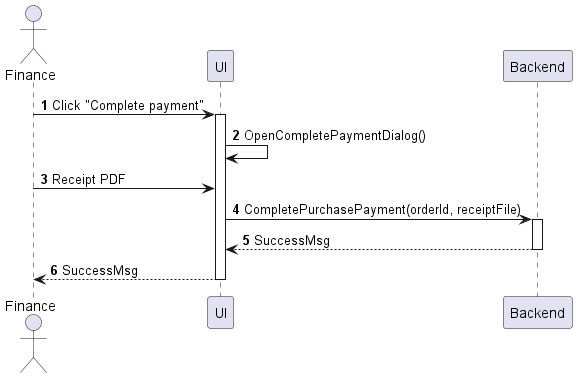 Finance
UI
Backend
1 Click "Complete payment"
2 OpenCompletePaymentDialog()
3 Receipt PDF
4 CompletePurchasePayment(orderId, receiptFile)
5 SuccessMsg
6 SuccessMsg
Finance
UI
Backend